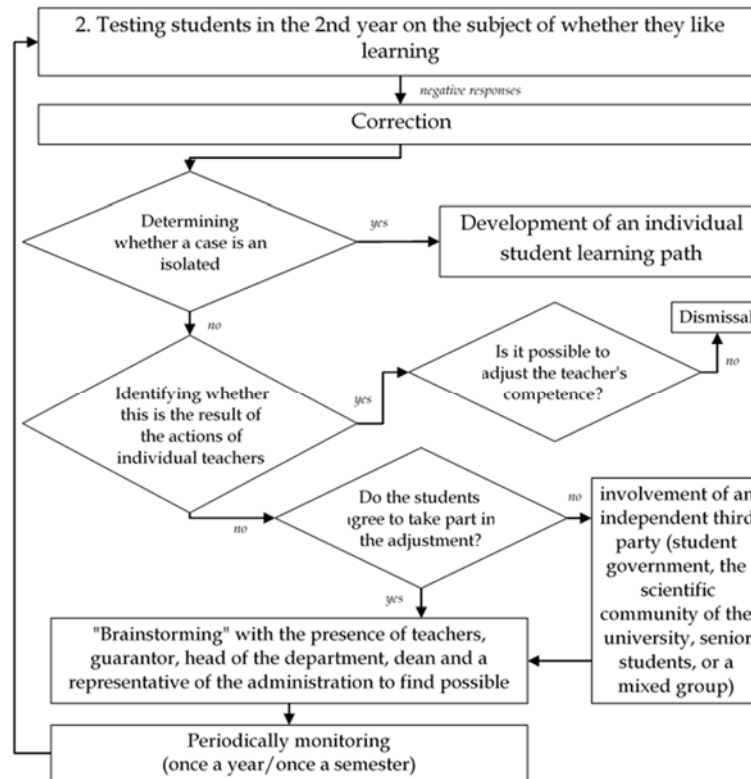 2. Testing students in the 2nd year on the subject of whether they like
learning
negative responses
Correction
Determining
whether a case is an
isolated
yes
Development of an individual
student learning path
no
Identifying whether
this is the result of
the actions of
individual teachers
yes
Is it possible to
adjust the teacher's
competence?
no
Dismissal
no
Do the students
agree to take part in
the adjustment?
no
involvement of an
independent third
party (student
government, the
scientific
community of the
university, senior
students, or a
mixed group)
yes
"Brainstorming" with the presence of teachers,
guarantor, head of the department, dean and a
representative of the administration to find possible
Periodically monitoring
(once a year/once a semester)